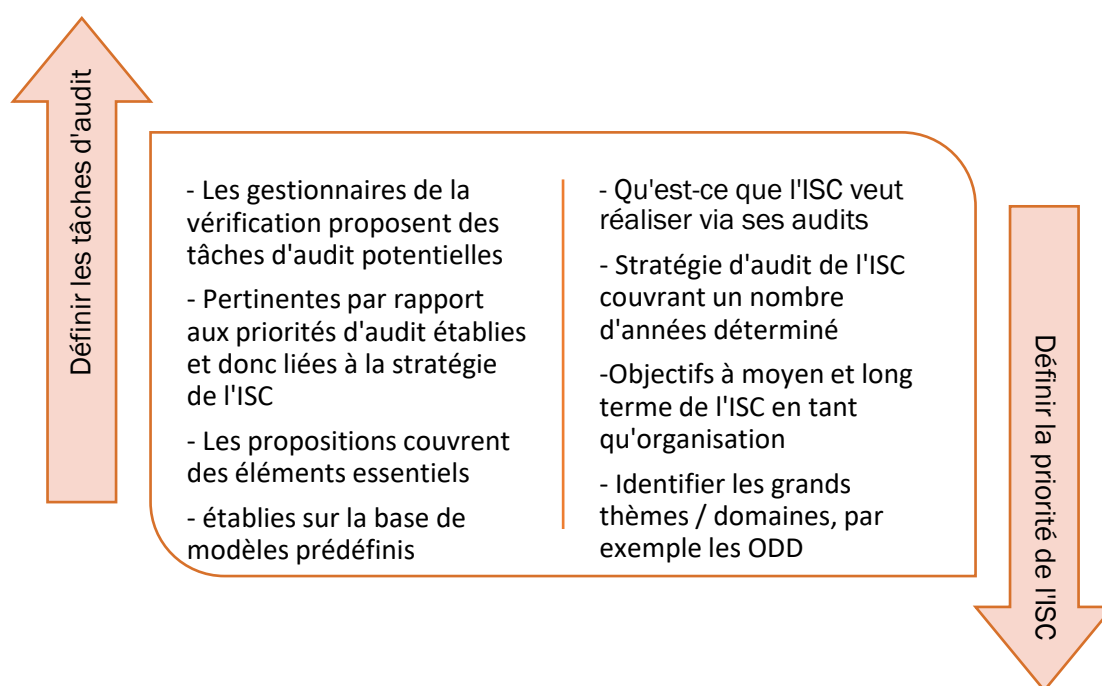 Définir les tâches d'audit
- Les gestionnaires de la
vérification proposent des
tâches d'audit potentielles
- Pertinentes par rapport
aux priorités d'audit établies
et donc liées à la stratégie
de l'ISC
- Les propositions couvrent
des éléments essentiels
- établies sur la base de
modèles prédéfinis
- Qu'est-ce que l'ISC veut
réaliser via ses audits
- Stratégie d'audit de l'ISC
couvrant un nombre
d'années déterminé
-Objectifs à moyen et long
terme de l'ISC en tant
qu'organisation
- Identifier les grands
thèmes / domaines, par
exemple les ODD
Définir la priorité de l'ISC